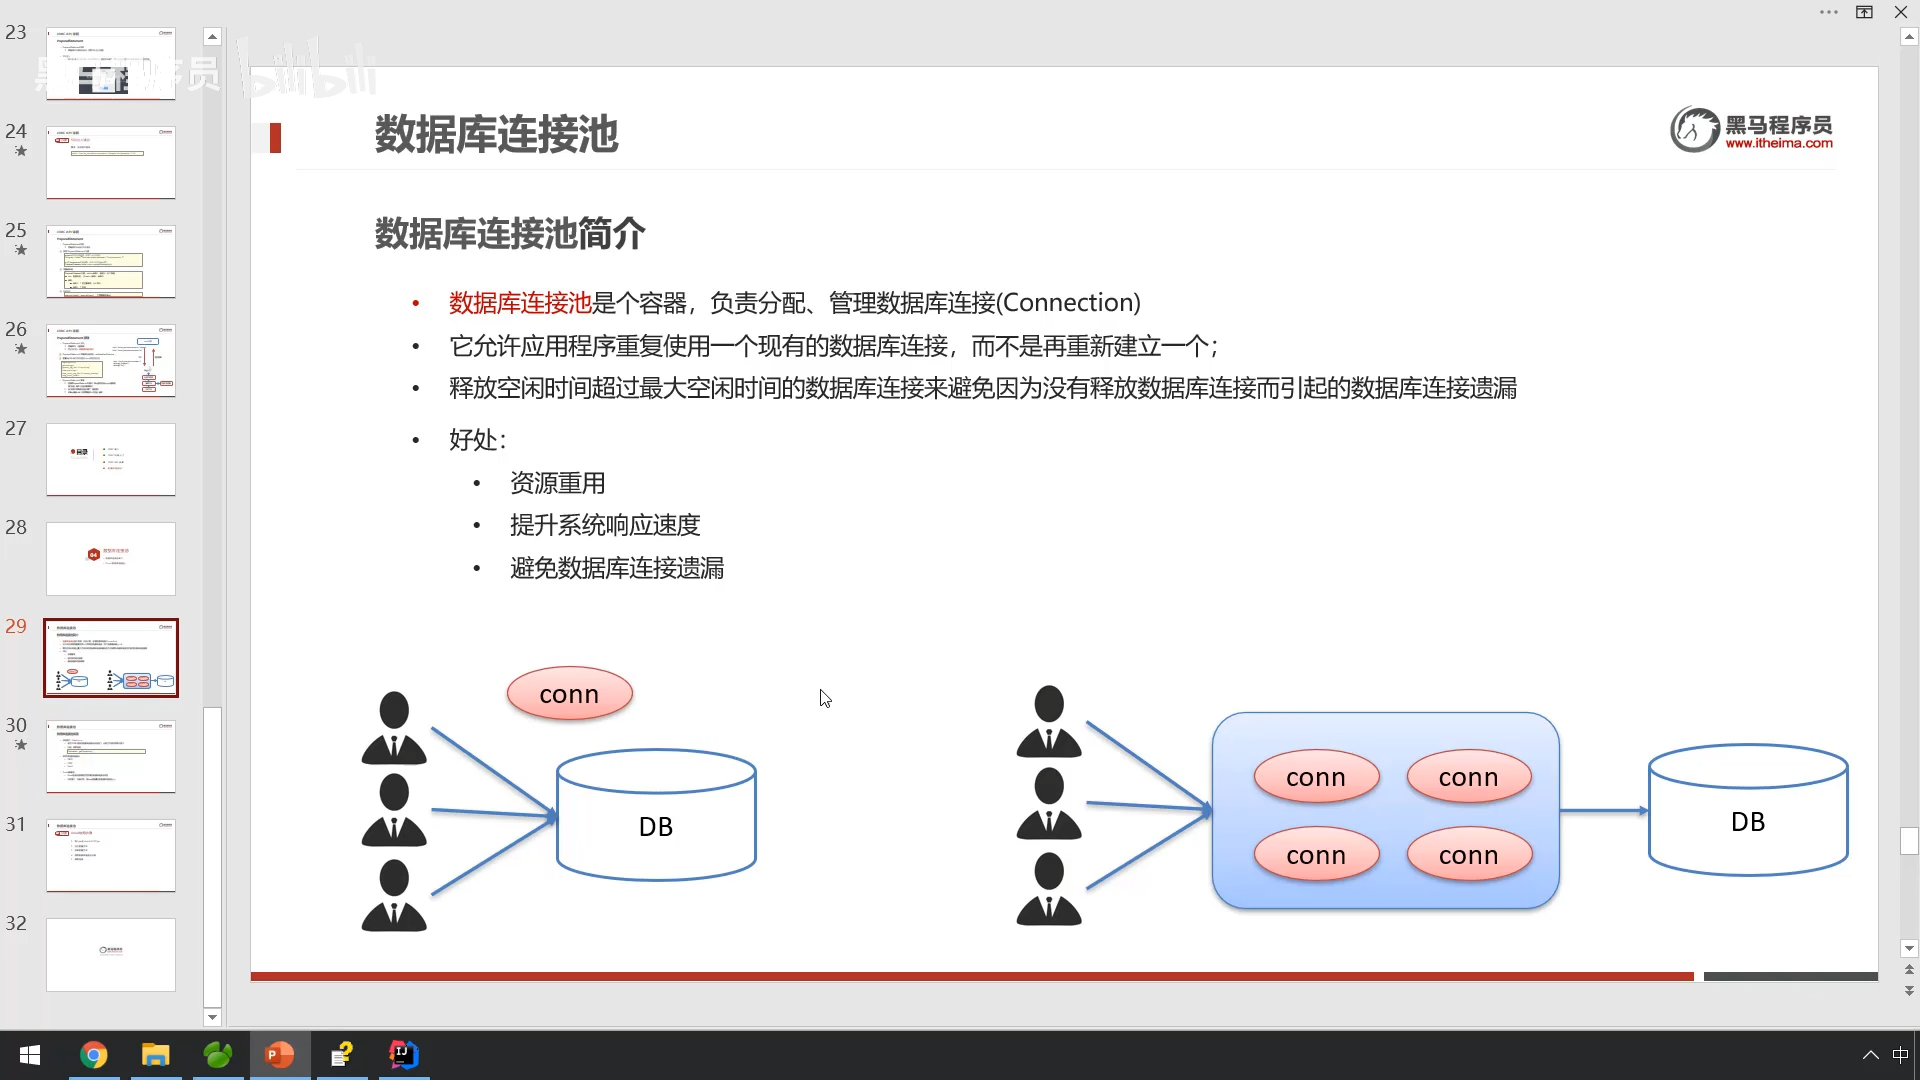 23
24
25
26
27
28
29
30
31
32
黑马程序员 bilibili
数据库连接池
黑马程序员
www.itheima.com
数据库连接池简介
• 数据库连接池是个容器，负责分配、管理数据库连接(Connection)
• 它允许应用程序重复使用一个现有的数据库连接，而不是再重新建立一个；
• 释放空闲时间超过最大空闲时间的数据库连接来避免因为没有释放数据库连接而引起的数据库连接遗漏
• 好处：
• 资源重用
• 提升系统响应速度
• 避免数据库连接遗漏
conn
DB
conn
conn
conn
conn
DB
中